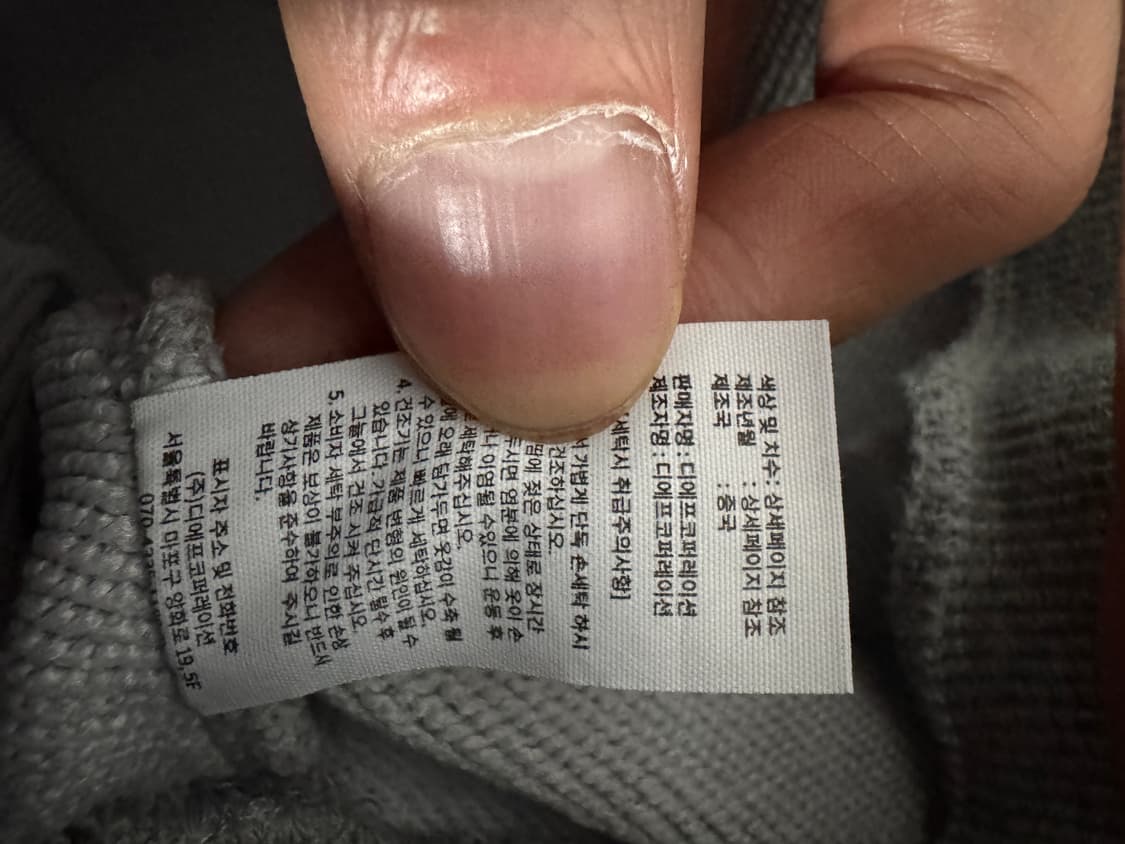 색상 및 치수: 상세페이지 참조
제조년월 : 상세페이지 참조
제조국 : 중국
판매자명 : 디에프코퍼레이션
제조자명 : 디에프코퍼레이션
세탁시 취급주의사항]
가볍게 단독 손세탁 하시
건조하십시오.
땀에 젖은 상태로 장시간
두시면 염분에 의해 옷이 손
나 이염될 수있으니 운동 후
세탁해주십시오.
오래 담가두면 옷감이 수축 될
수 있으니 빠르게 세탁하십시오.
4. 건조기는 제품 변형의 원인이 될 수
있습니다. 가급적 단시간 탈수 후
그늘에서 건조 시켜 주십시오.
5. 소비자 세탁 부주의로 인한 손상
제품은 보상이 불가하오니 반드시
상기사항을 준수하여 주시길
바랍니다.
표시자 주소 및 전화번호
(주)디에프코퍼레이션
서울특별시 마포구 양화로 19, 5F
070